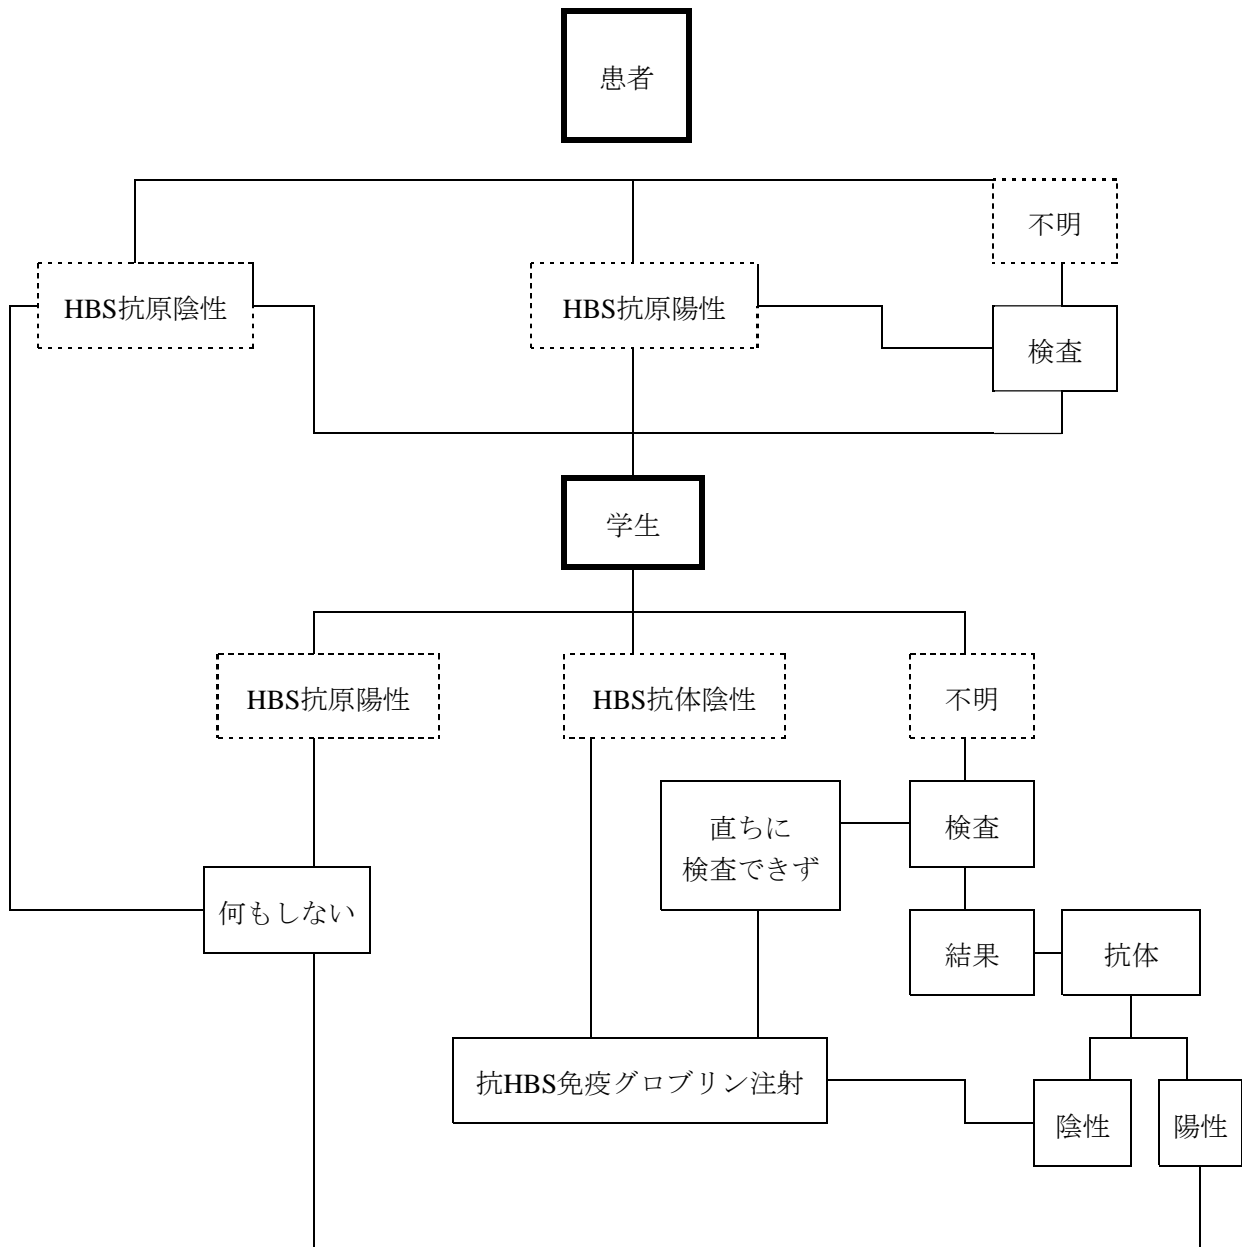 患者
不明
HBS抗原陰性
HBS抗原陽性
検査
学生
HBS抗原陽性
HBS抗体陰性
不明
直ちに
検査できず
検査
何もしない
結果
抗体
抗HBS免疫グロブリン注射
陰性
陽性